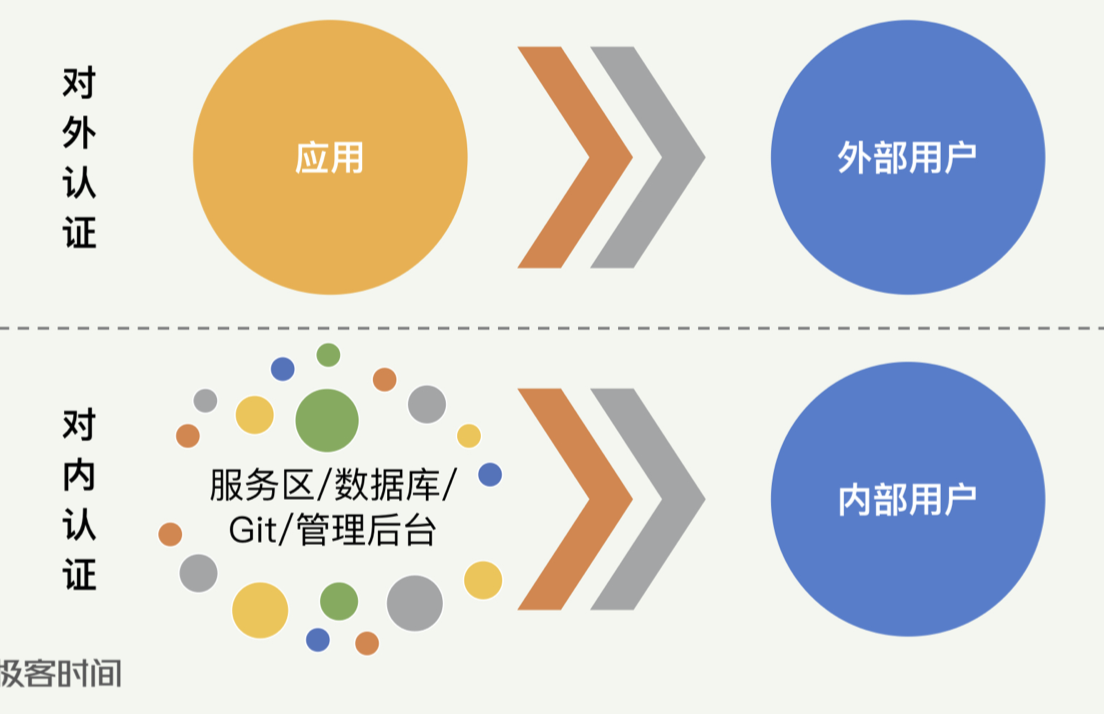 对外认证
应用
外部用户
对内认证
服务区/数据库/
Git/管理后台
内部用户
极客时间